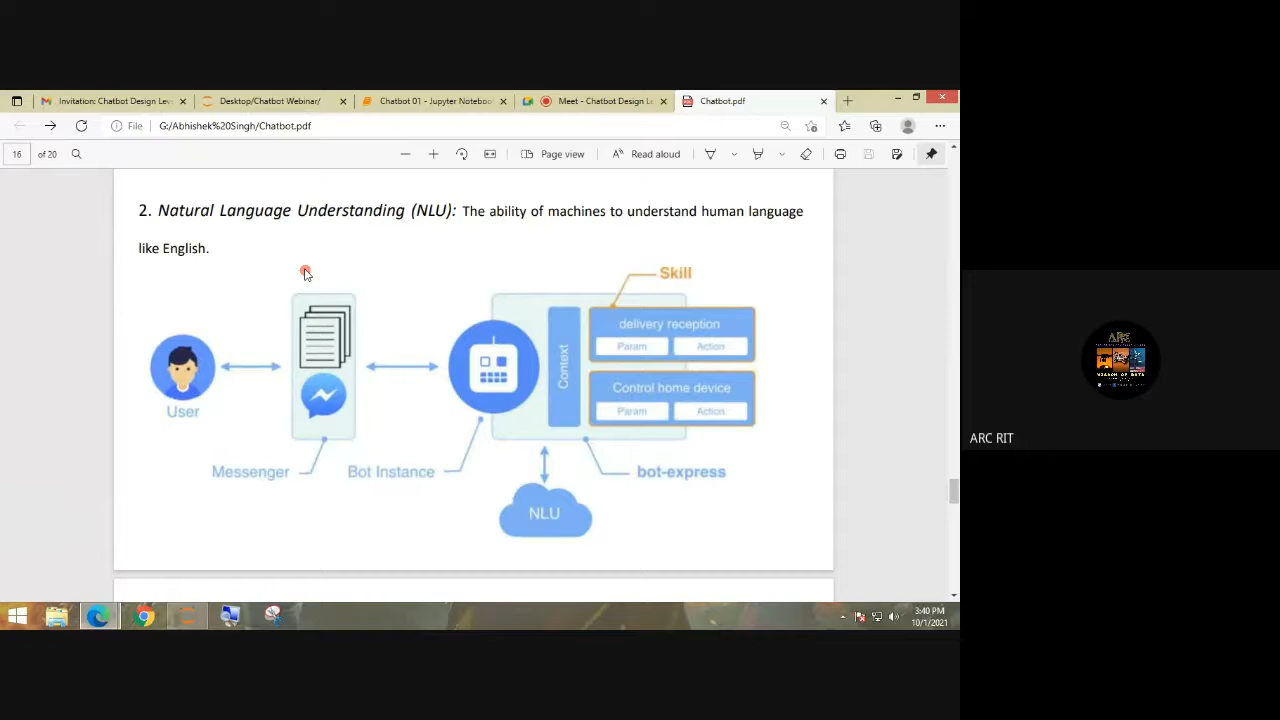 Invitation: Chatbot Design Lev
Desktop/Chatbot Webinar/
Chatbot 01 - Jupyter Noteboo
Meet - Chatbot Design Le
Chatbot.pdf
File
G:/Abhishek%20Singh/Chatbot.pdf
16
of 20
Page view
Read aloud
2. Natural Language Understanding (NLU): The ability of machines to understand human language
like English.
Skill
delivery reception
Param
Action
Context
Control home device
Param
Action
User
Messenger
Bot Instance
bot-express
NLU
ARC RIT
3:40 PM
10/1/2021